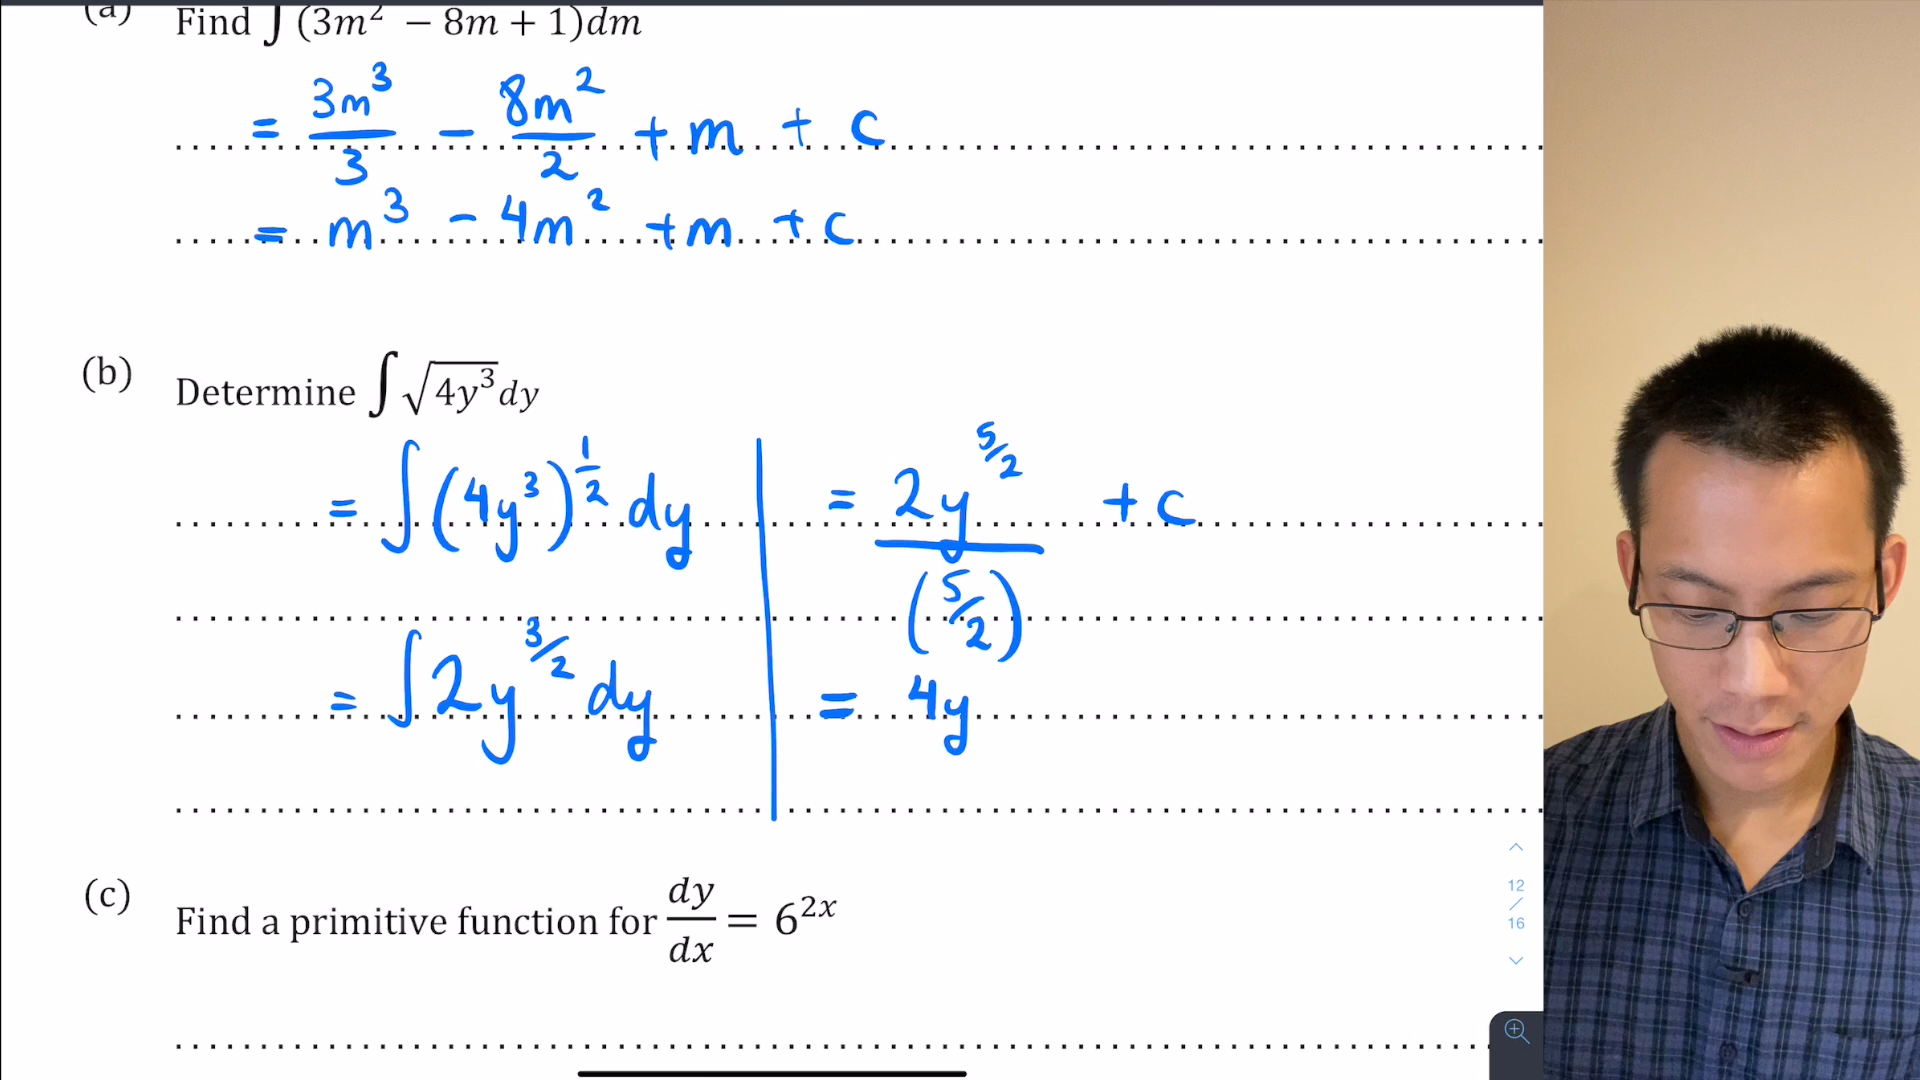 (a) Find ∫ (3m² − 8m + 1)dm
= 3m³/3 − 8m²/2 + m + c
= m³ − 4m² + m + c
(b) Determine ∫ √(4y³) dy
= ∫ (4y³)^(1/2) dy
= ∫ 2y^(3/2) dy
= 2y^(5/2)/(5/2) + c
= 4y
(c) Find a primitive function for dy/dx = 6^(2x)
12
/
16